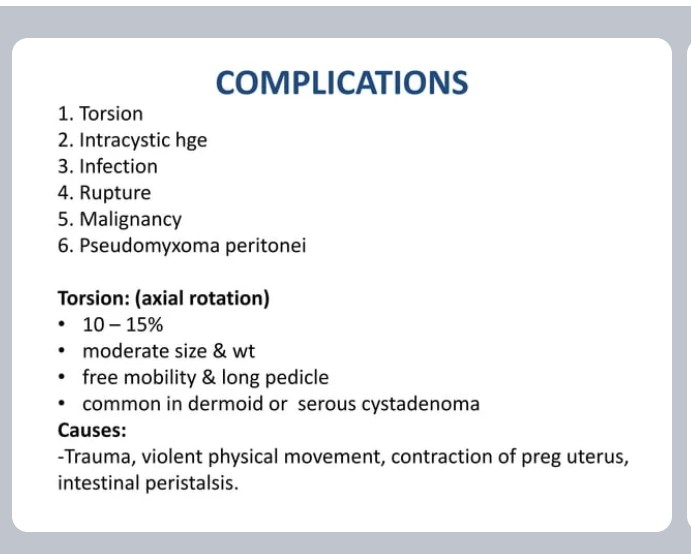 COMPLICATIONS
1. Torsion
2. Intracystic hge
3. Infection
4. Rupture
5. Malignancy
6. Pseudomyxoma peritonei
Torsion: (axial rotation)
• 10 – 15%
• moderate size & wt
• free mobility & long pedicle
• common in dermoid or serous cystadenoma
Causes:
-Trauma, violent physical movement, contraction of preg uterus,
intestinal peristalsis.